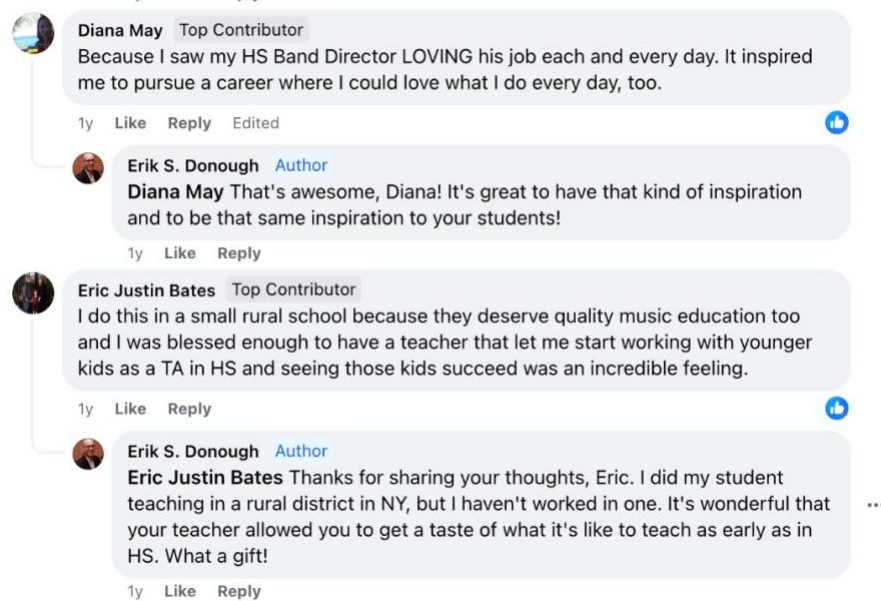 Diana May Top Contributor
Because I saw my HS Band Director LOVING his job each and every day. It inspired
me to pursue a career where I could love what I do every day, too.
1y Like Reply Edited
Erik S. Donough Author
Diana May That's awesome, Diana! It's great to have that kind of inspiration
and to be that same inspiration to your students!
1y Like Reply
Eric Justin Bates Top Contributor
I do this in a small rural school because they deserve quality music education too
and I was blessed enough to have a teacher that let me start working with younger
kids as a TA in HS and seeing those kids succeed was an incredible feeling.
1y Like Reply
Erik S. Donough Author
Eric Justin Bates Thanks for sharing your thoughts, Eric. I did my student
teaching in a rural district in NY, but I haven't worked in one. It's wonderful that
your teacher allowed you to get a taste of what it's like to teach as early as in
HS. What a gift!
1y Like Reply